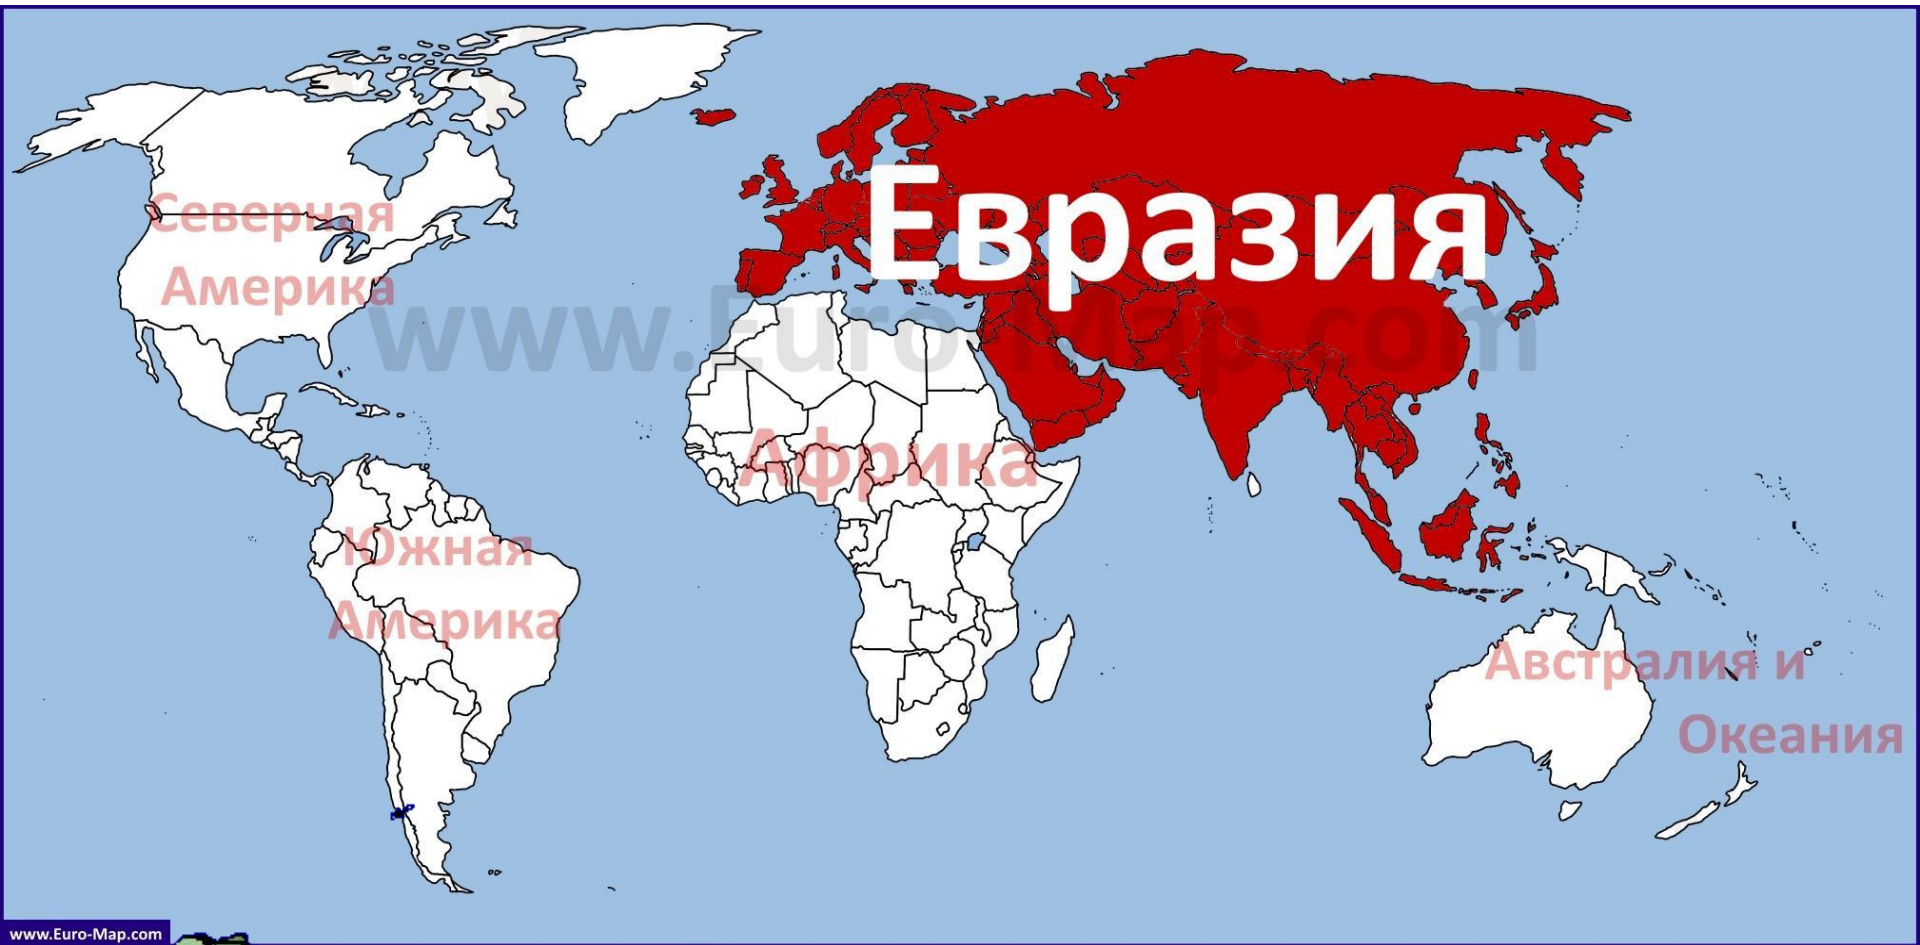 Евразия
Северная
Америка
www.Euro-Map.com
Африка
Южная
Америка
Австралия и
Океания
www.Euro-Map.com